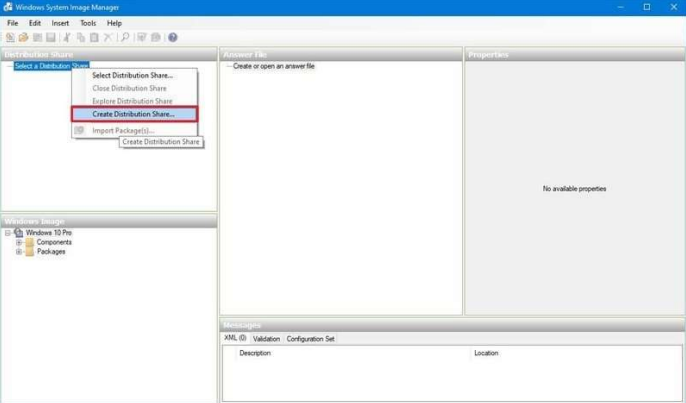 Windows System Image Manager
File Edit Insert Tools Help
Distribution Share
Select a Distribution Share
Select Distribution Share...
Close Distribution Share
Explore Distribution Share
Create Distribution Share...
Import Package(s)...
Create Distribution Share
Windows Image
Windows 10 Pro
Components
Packages
Answer File
Create or open an answer file
Properties
No available properties
Messages
XML (0) Validation Configuration Set
Description Location